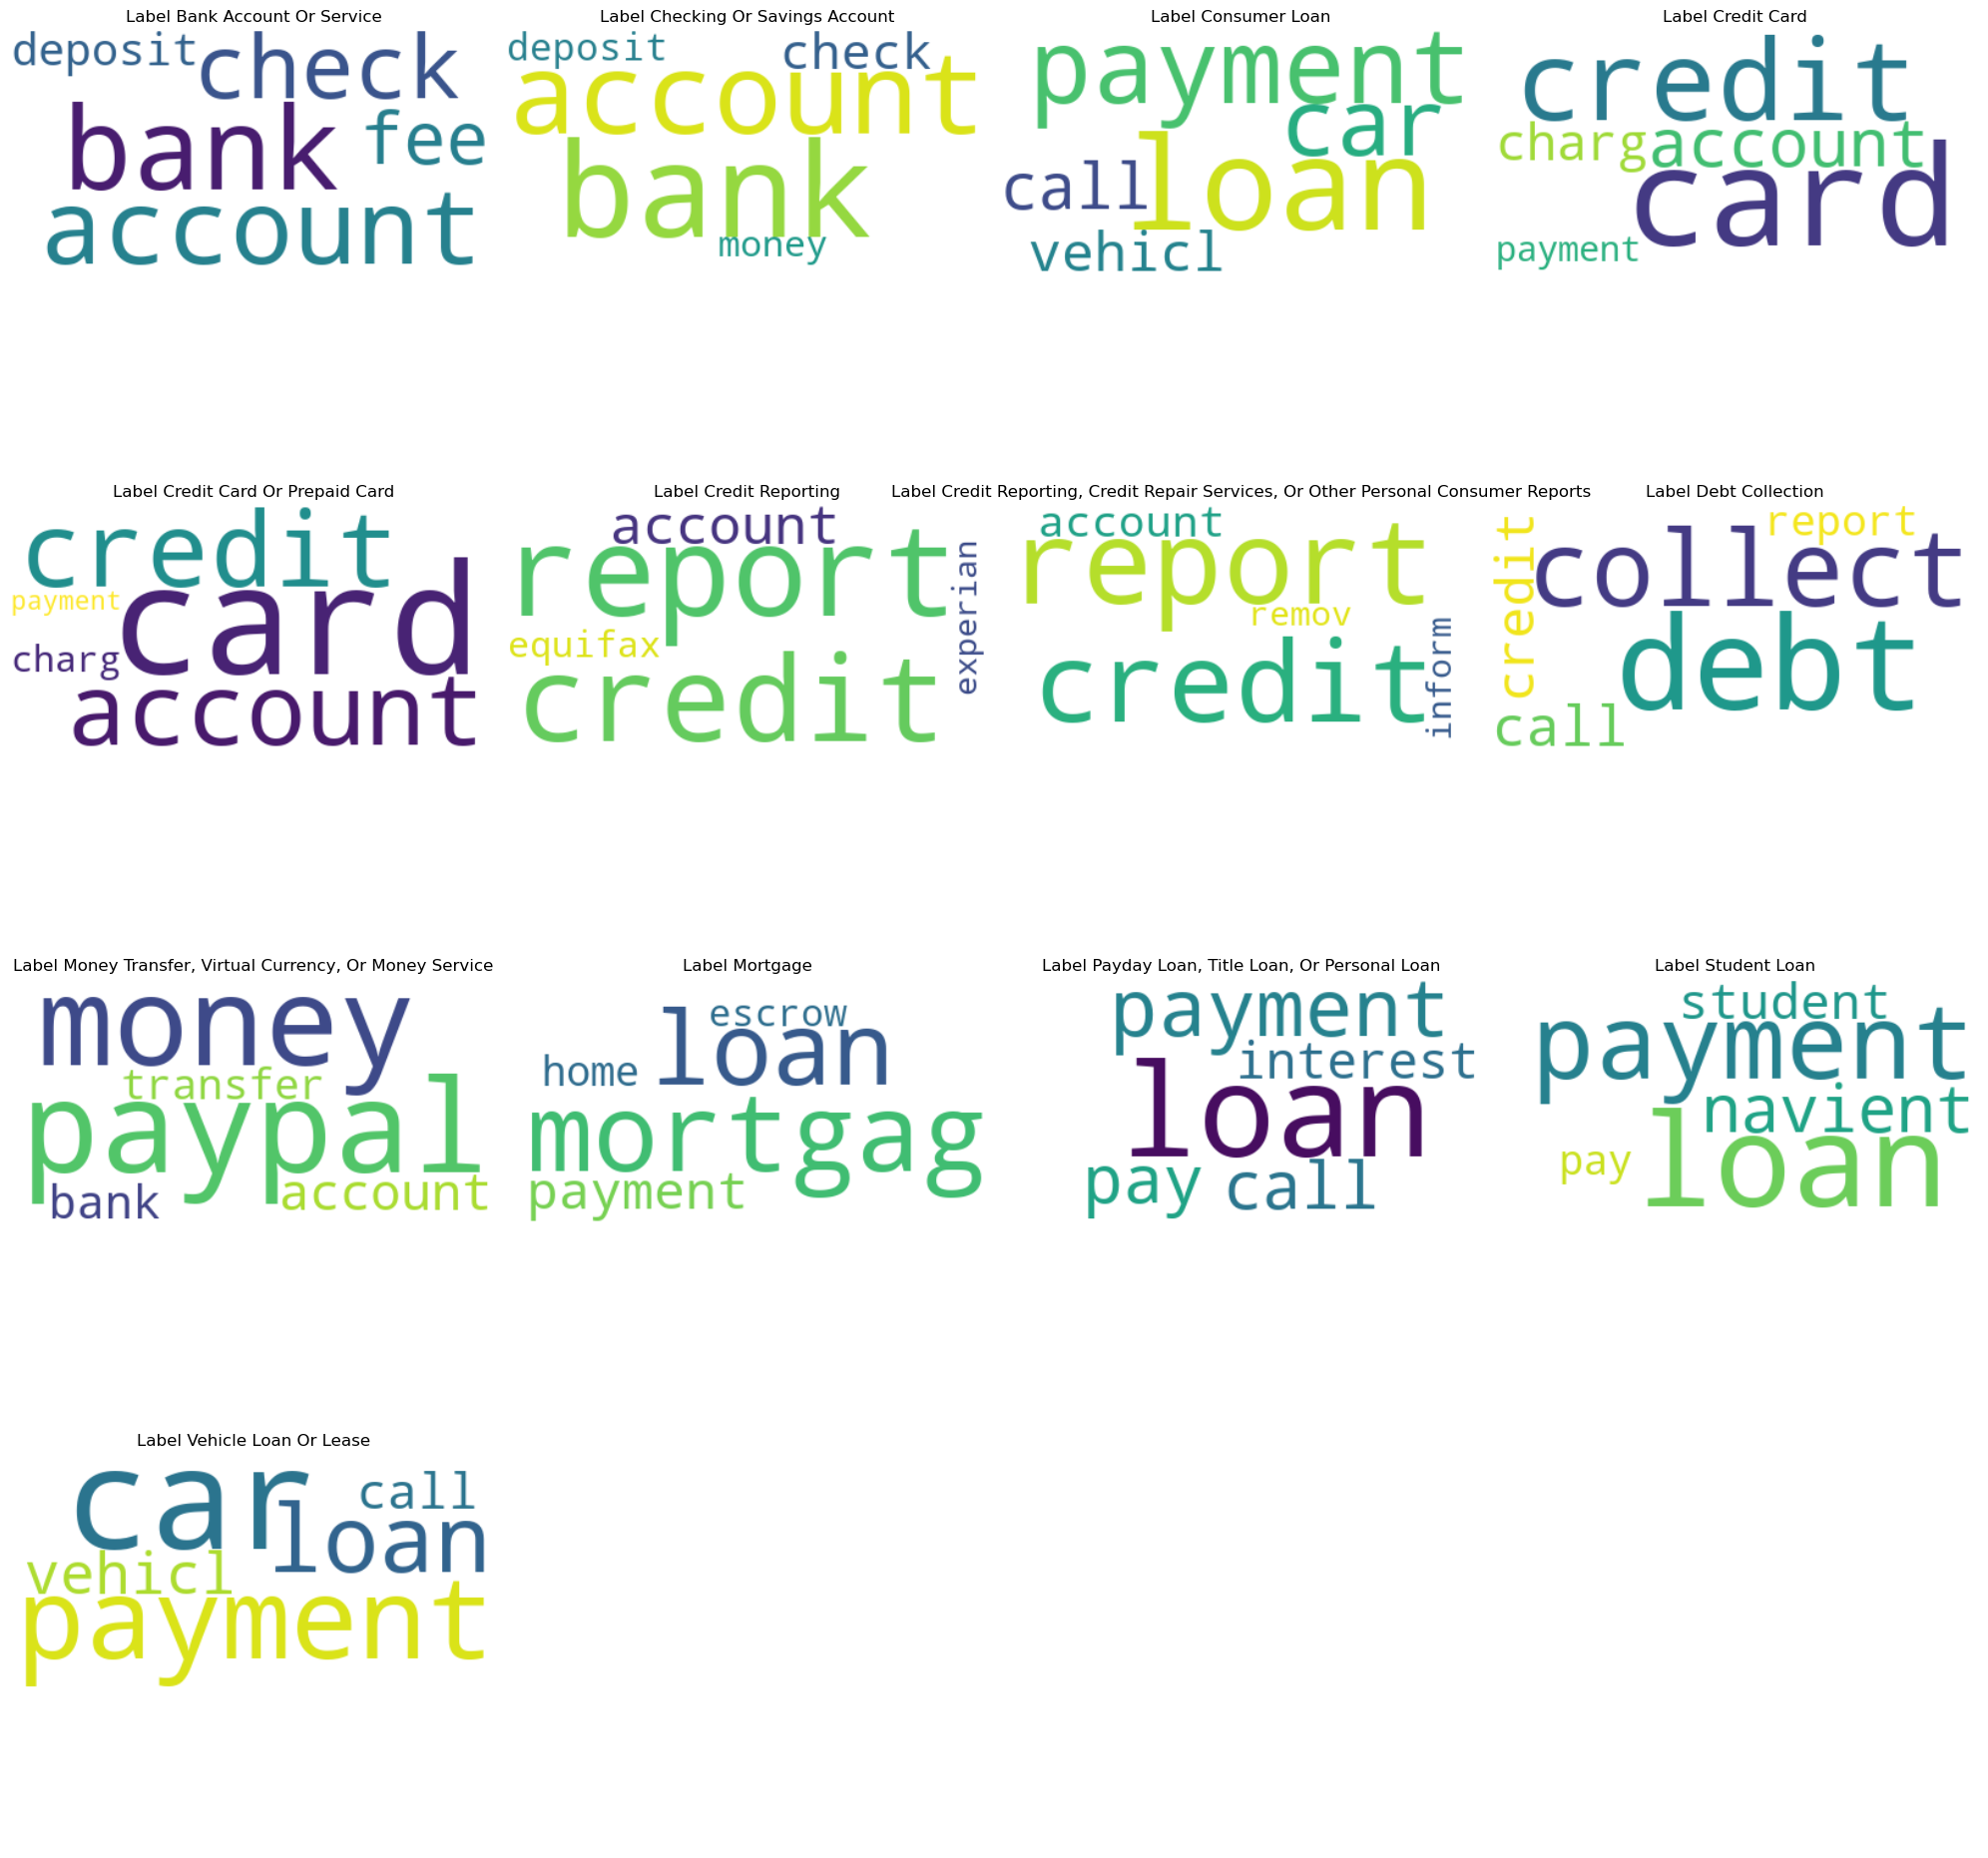 Label Bank Account Or Service
deposit
check
bank
fee
account
Label Checking Or Savings Account
deposit
check
account
bank
money
Label Consumer Loan
payment
car
call
loan
vehicl
Label Credit Card
credit
charg
account
card
payment
Label Credit Card Or Prepaid Card
credit
payment
card
charg
account
Label Credit Reporting
account
report
experian
equifax
credit
Label Credit Reporting, Credit Repair Services, Or Other Personal Consumer Reports
account
report
remov
inform
credit
Label Debt Collection
report
credit
collect
debt
call
Label Money Transfer, Virtual Currency, Or Money Service
money
transfer
paypal
bank
account
Label Mortgage
escrow
home
loan
mortgag
payment
Label Payday Loan, Title Loan, Or Personal Loan
payment
interest
loan
pay
call
Label Student Loan
student
payment
navient
pay
loan
Label Vehicle Loan Or Lease
car
call
loan
vehicl
payment